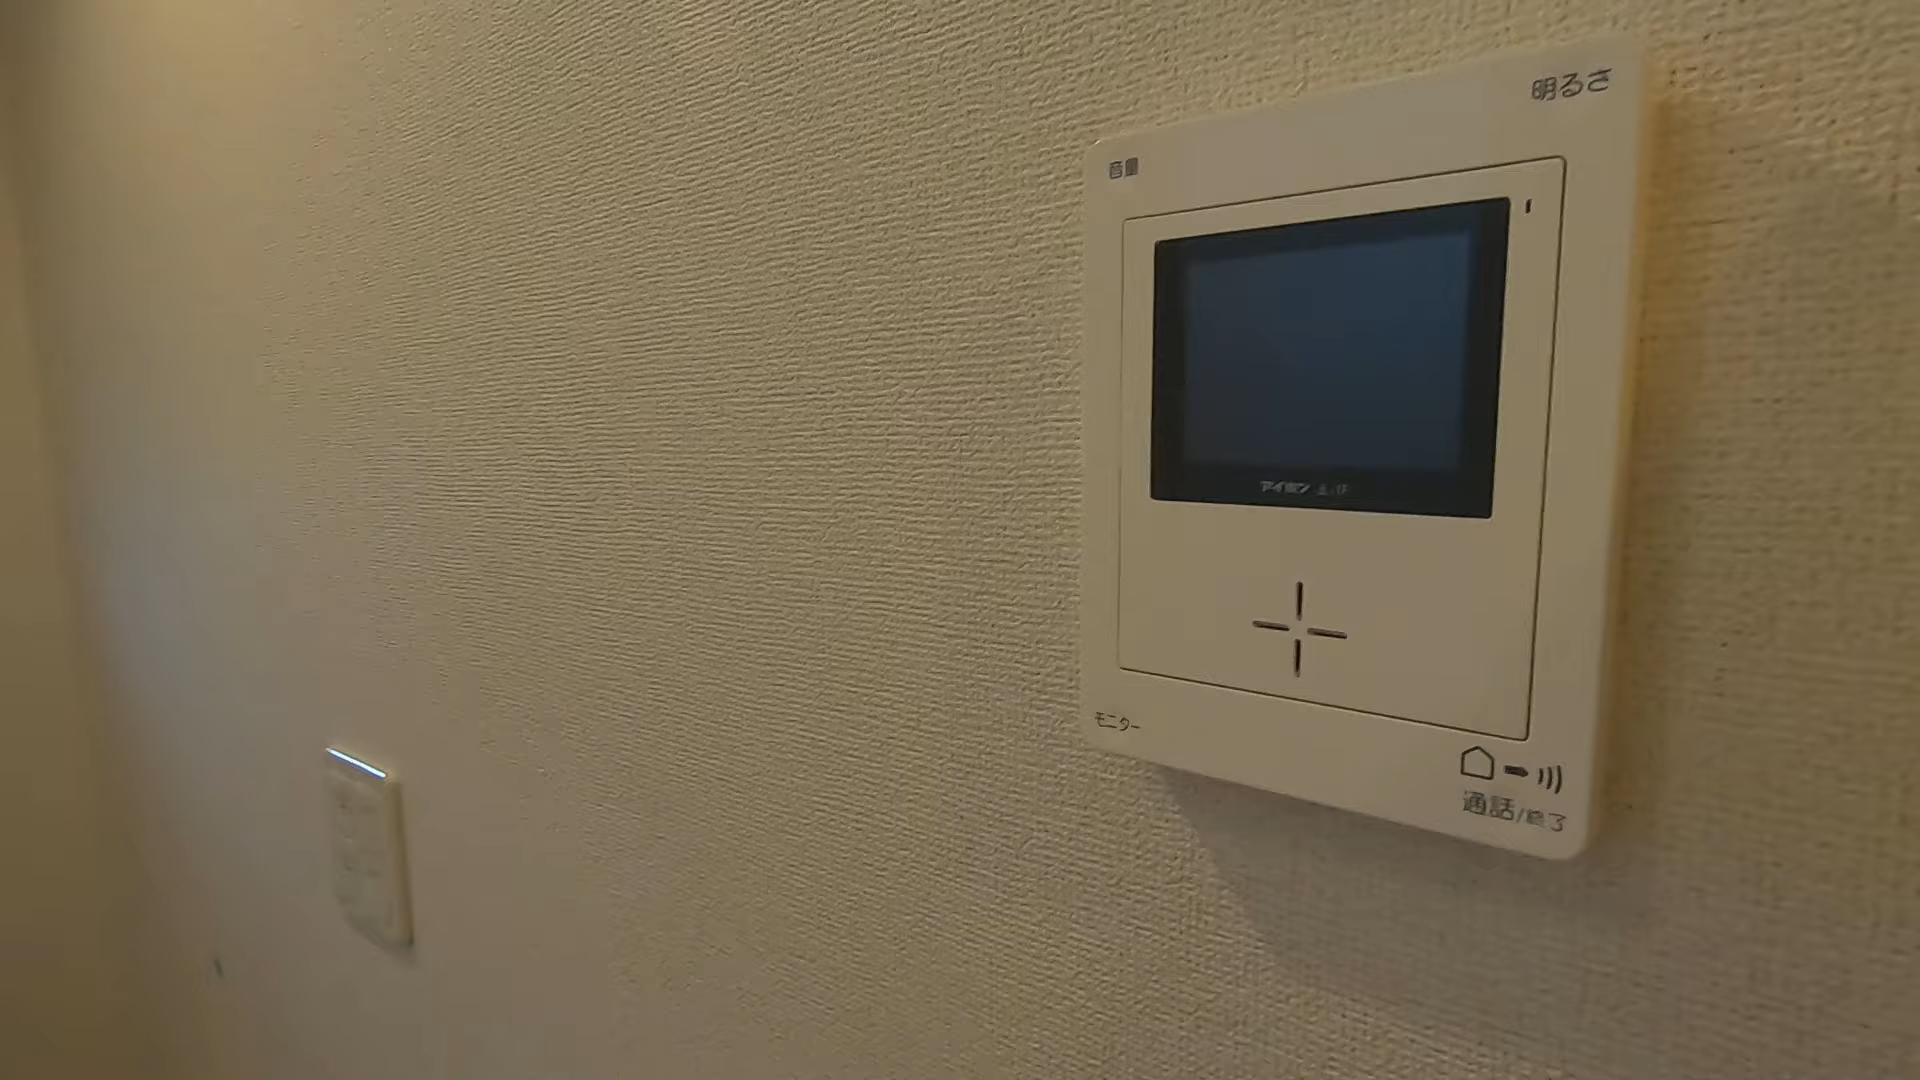 明るさ
音量
アイホン
モニター
通話/終了